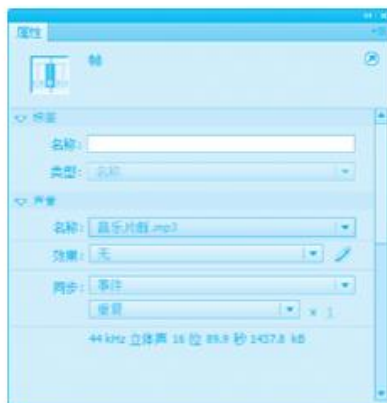 属性
帧
标签
名称:
类型: 名称
声音
名称: 音乐片段.mp3
效果: 无
同步: 事件
重复 × 1
44 kHz 立体声 16 位 89.9 秒 1437.8 kB